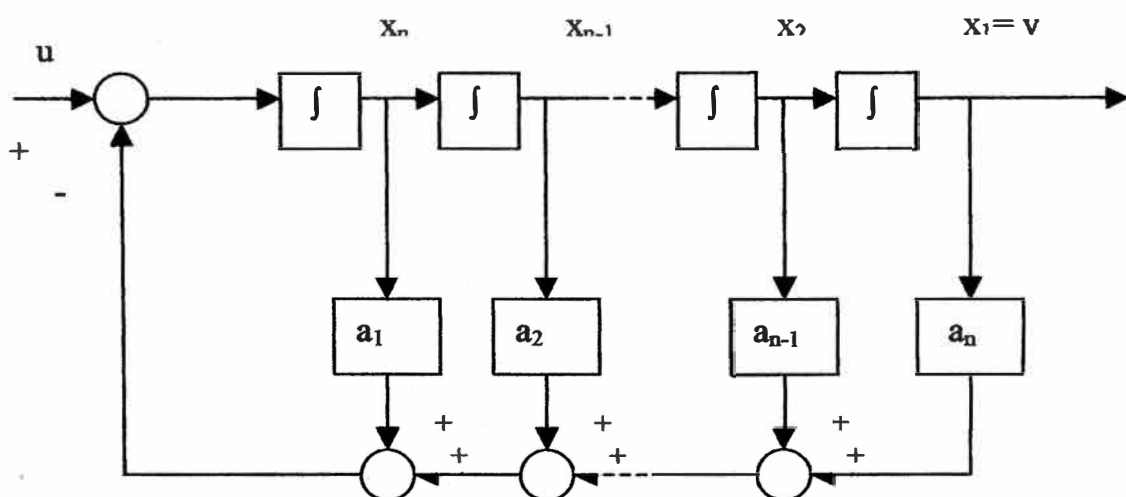 xₙ xₙ₋₁ x₂ x₁= y
u
∫ ∫ ∫ ∫
+
-
a₁ a₂ aₙ₋₁ aₙ
+ + +
+ + +